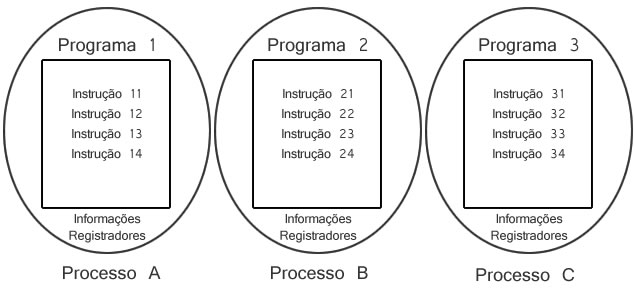 Programa 1
Instrução 11
Instrução 12
Instrução 13
Instrução 14
Informações
Registradores
Processo A
Programa 2
Instrução 21
Instrução 22
Instrução 23
Instrução 24
Informações
Registradores
Processo B
Programa 3
Instrução 31
Instrução 32
Instrução 33
Instrução 34
Informações
Registradores
Processo C